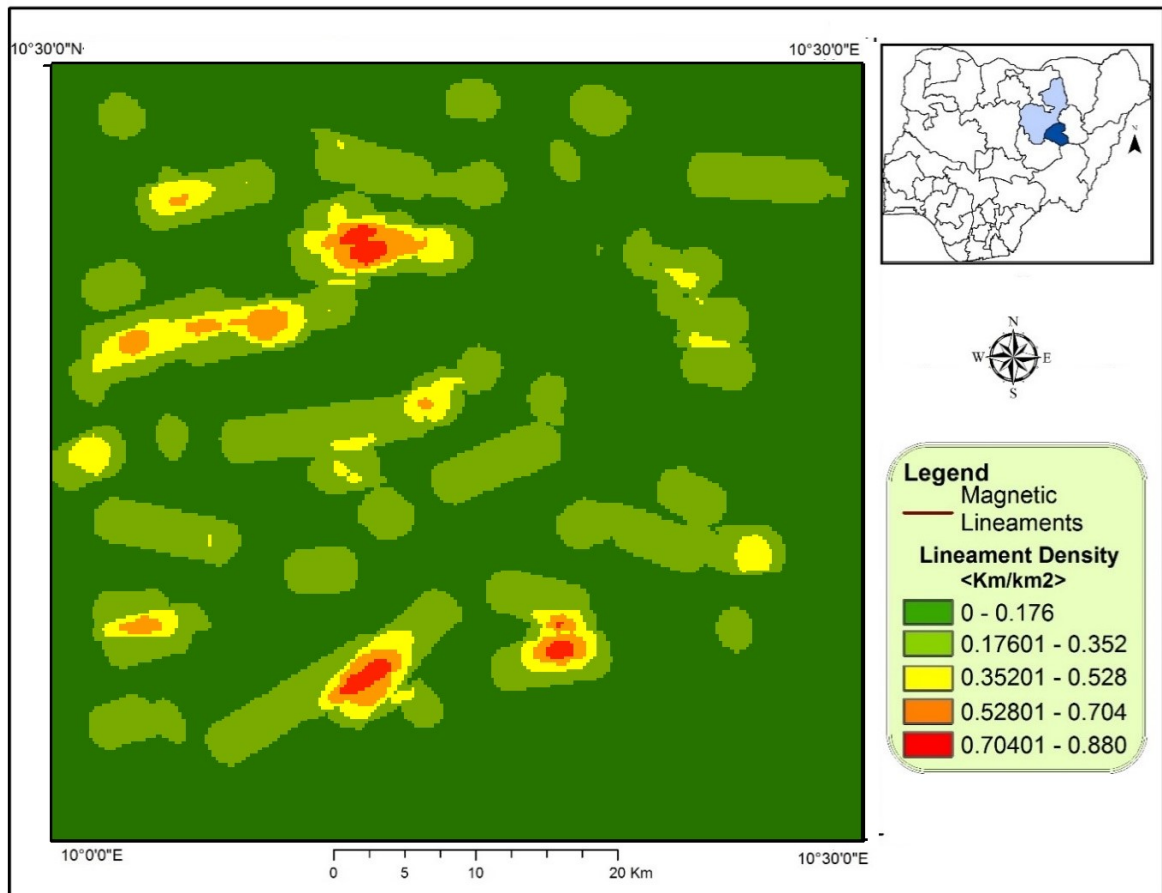 10°30'0"N
10°30'0"E
N
N
W
E
S
Legend
Magnetic
Lineaments
Lineament Density
<Km/km2>
0 - 0.176
0.17601 - 0.352
0.35201 - 0.528
0.52801 - 0.704
0.70401 - 0.880
10°0'0"E
10°30'0"E
0 5 10 20 Km